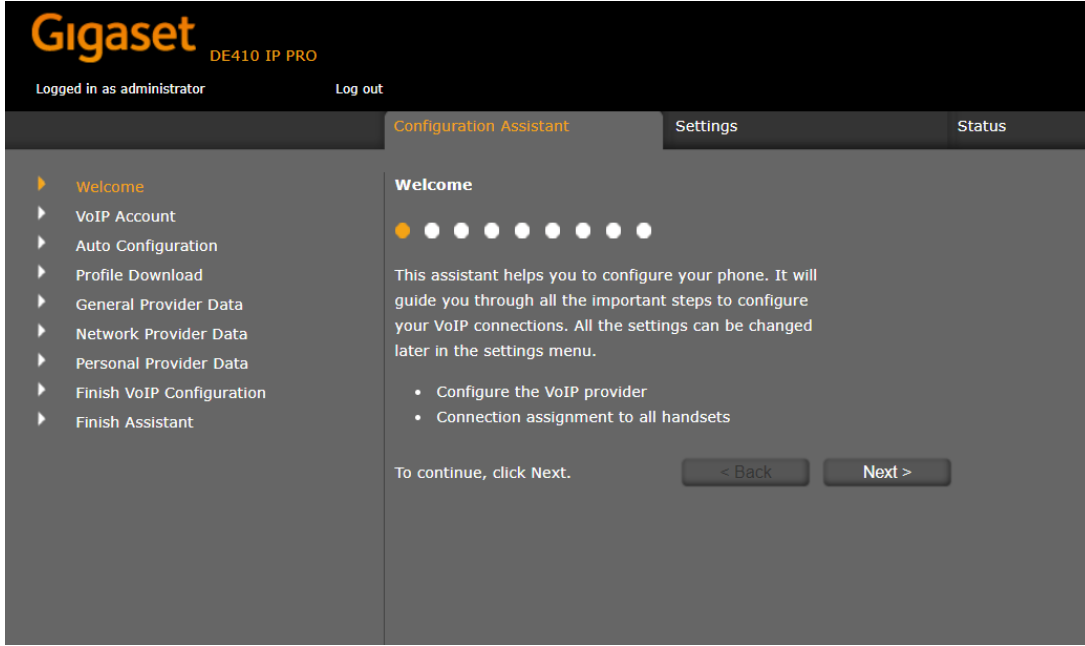 Gigaset
DE410 IP PRO
Logged in as administrator
Log out
Configuration Assistant
Settings
Status
Welcome
VoIP Account
Auto Configuration
Profile Download
General Provider Data
Network Provider Data
Personal Provider Data
Finish VoIP Configuration
Finish Assistant
Welcome
This assistant helps you to configure your phone. It will
guide you through all the important steps to configure
your VoIP connections. All the settings can be changed
later in the settings menu.
• Configure the VoIP provider
• Connection assignment to all handsets
To continue, click Next.
< Back
Next >